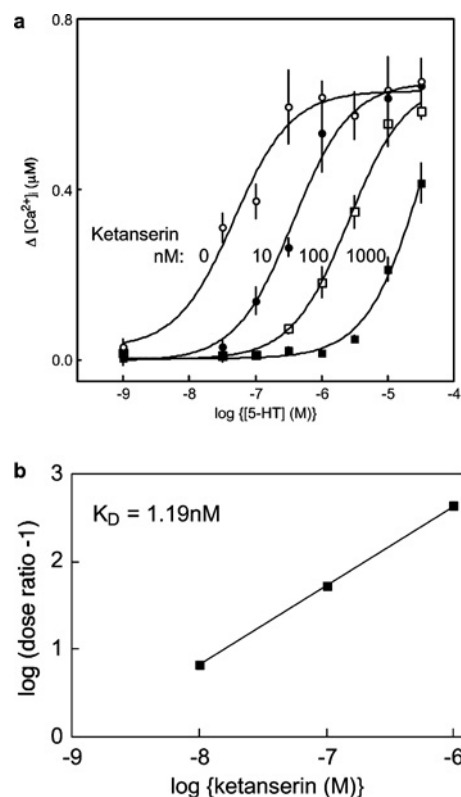 a
0.8
0.4
0.0
Δ [Ca²⁺]ᵢ (μM)
Ketanserin
nM: 0 10 100 1000
-9 -8 -7 -6 -5 -4
log {[5-HT] (M)}
b
3
2
1
0
log (dose ratio -1)
K_D = 1.19nM
-9 -8 -7 -6
log {ketanserin (M)}